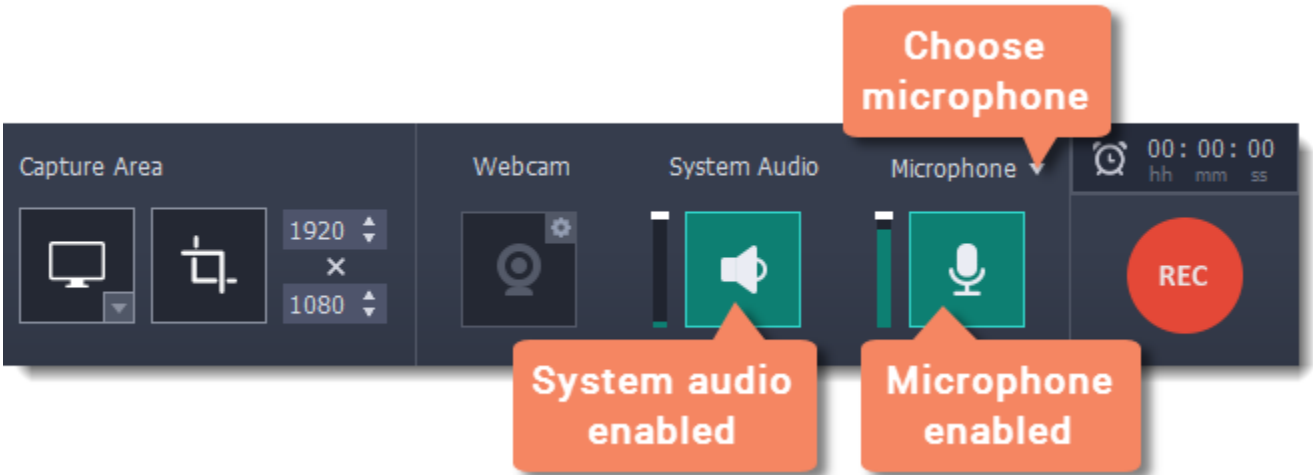 Choose
microphone
Capture Area
Webcam
System Audio
Microphone
00 : 00 : 00
hh mm ss
1920
×
1080
REC
System audio
enabled
Microphone
enabled